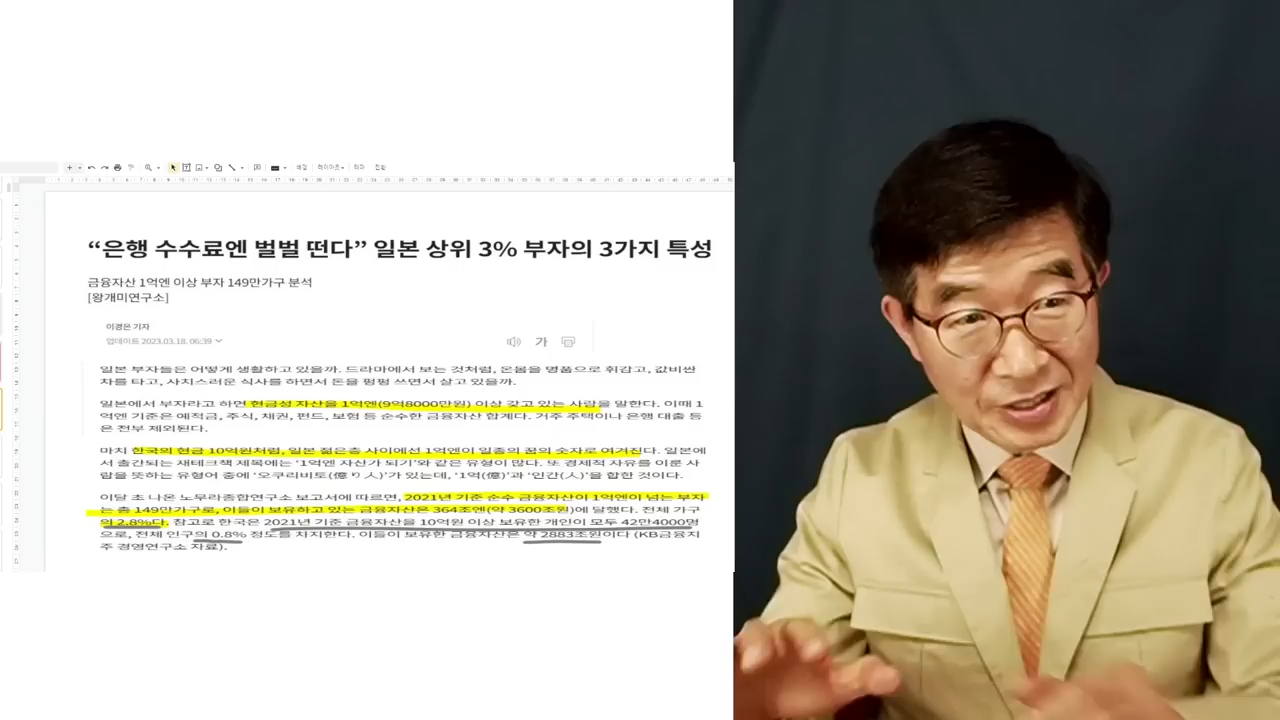 배경
레이아웃
테마
전환
“은행 수수료엔 벌벌 떤다” 일본 상위 3% 부자의 3가지 특성
금융자산 1억엔 이상 부자 149만가구 분석
[왕개미연구소]
이경은 기자
업데이트 2023.03.18. 06:39
가
일본 부자들은 어떻게 생활하고 있을까. 드라마에서 보는 것처럼, 온몸을 명품으로 휘감고, 값비싼
차를 타고, 사치스러운 식사를 하면서 돈을 펑펑 쓰면서 살고 있을까.
일본에서 부자라고 하면 현금성 자산을 1억엔(9억8000만원) 이상 갖고 있는 사람을 말한다. 이때 1
억엔 기준은 예적금, 주식, 채권, 펀드, 보험 등 순수한 금융자산 합계다. 거주 주택이나 은행 대출 등
은 전부 제외된다.
마치 한국의 현금 10억원처럼, 일본 젊은층 사이에선 1억엔이 일종의 꿈의 숫자로 여겨진다. 일본에
서 출간되는 재테크책 제목에는 ‘1억엔 자산가 되기’와 같은 유형이 많다. 또 경제적 자유를 이룬 사
람을 뜻하는 유행어 중에 ‘오쿠리비토(億り人)’가 있는데, ‘1억(億)’과 ‘인간(人)’을 합한 것이다.
이달 초 나온 노무라종합연구소 보고서에 따르면, 2021년 기준 순수 금융자산이 1억엔이 넘는 부자
는 총 149만가구로, 이들이 보유하고 있는 금융자산은 364조엔(약 3600조원)에 달했다. 전체 가구
의 2.8%다. 참고로 한국은 2021년 기준 금융자산을 10억원 이상 보유한 개인이 모두 42만4000명
으로, 전체 인구의 0.8% 정도를 차지한다. 이들이 보유한 금융자산은 약 2883조원이다 (KB금융지
주 경영연구소 자료).